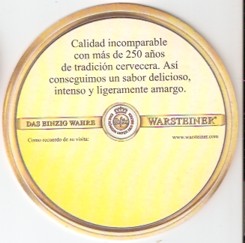 Calidad incomparable
con más de 250 años
de tradición cervecera. Así
conseguimos un sabor delicioso,
intenso y ligeramente amargo.
DAS EINZIG WAHRE WARSTEINER
Como recuerdo de su visita: www.warsteiner.com